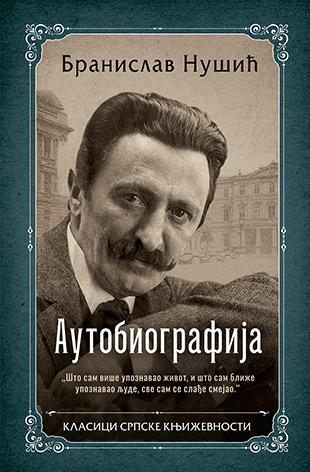 Бранислав Нушић
Аутобиографија
„Што сам више упознавао живот, и што сам ближе
упознавао људе, све сам се слађе смејао.“
КЛАСИЦИ СРПСКЕ КЊИЖЕВНОСТИ